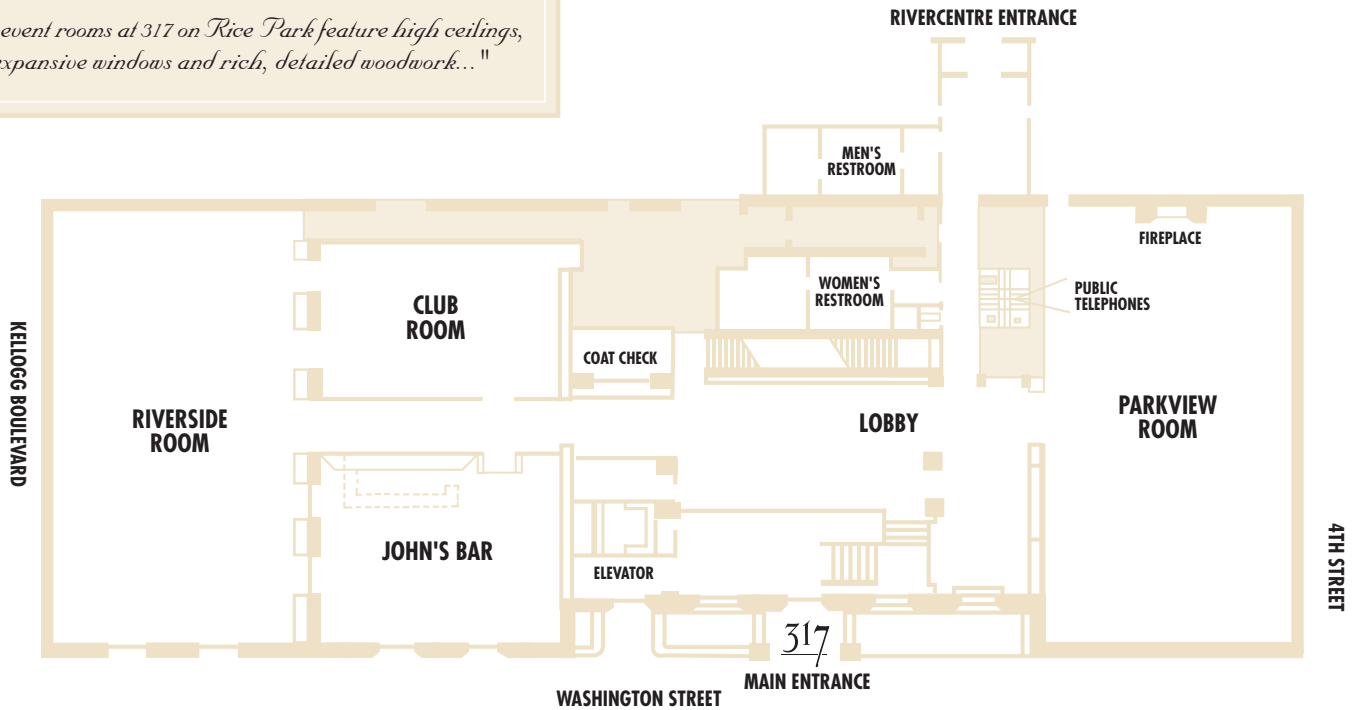 event rooms at 317 on Rice Park feature high ceilings,
expansive windows and rich, detailed woodwork..."
RIVERCENTRE ENTRANCE
MEN'S
RESTROOM
FIREPLACE
WOMEN'S
RESTROOM
PUBLIC
TELEPHONES
CLUB
ROOM
COAT CHECK
KELLOGG BOULEVARD
RIVERSIDE
ROOM
LOBBY
PARKVIEW
ROOM
JOHN'S BAR
ELEVATOR
4TH STREET
317
MAIN ENTRANCE
WASHINGTON STREET